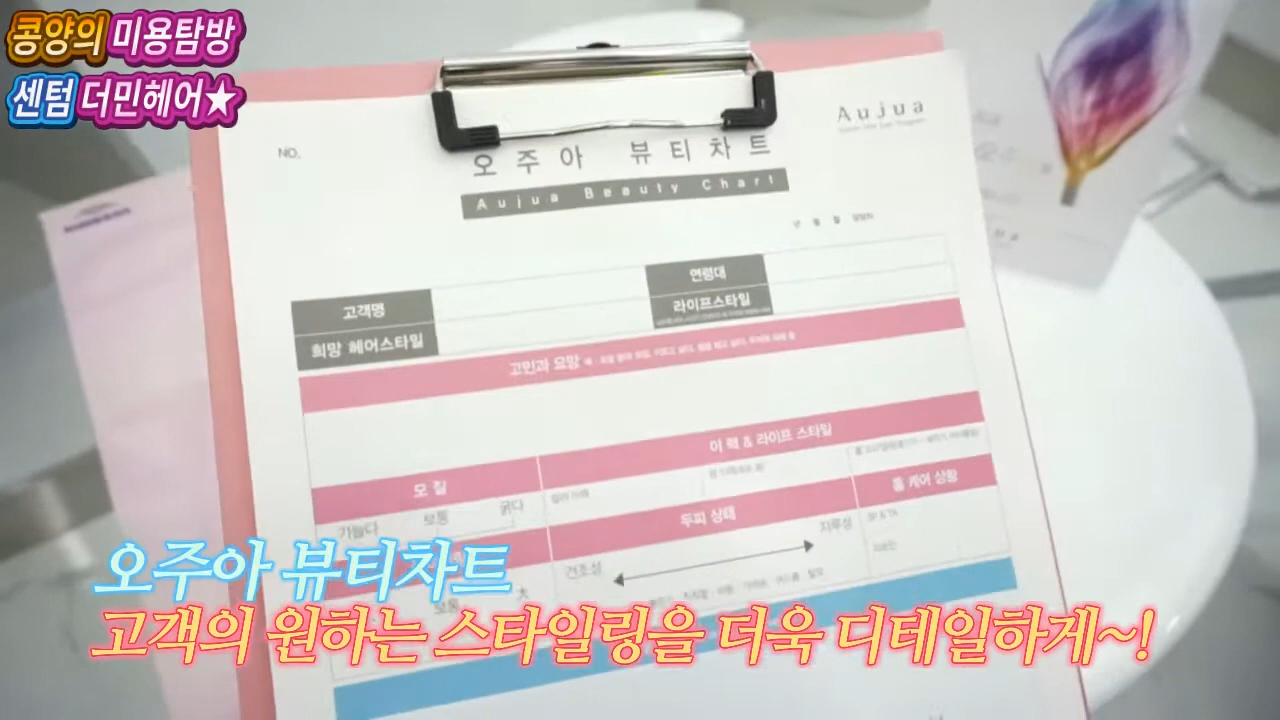 콩양의 미용탐방
센텀 더민헤어★
Aujua
NO.
오주아 뷰티차트
Aujua Beauty Chart
고객명
연령대
희망 헤어스타일
라이프스타일
고민과 요망
이 력 & 라이프 스타일
모 질
홈 케어 상황
가늘다 보통 굵다
두피 상태
건조성
지루성
보통
大
오주아 뷰티차트
고객의 원하는 스타일링을 더욱 디테일하게~!